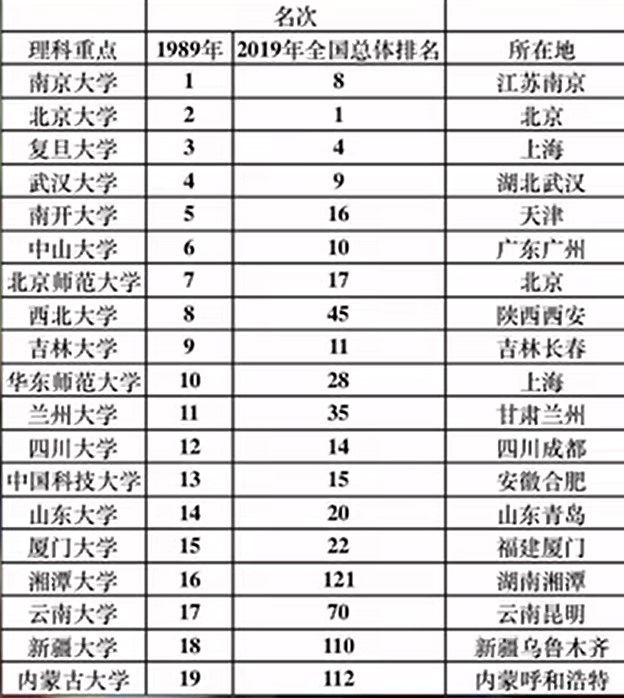 名次
理科重点 1989年 2019年全国总体排名 所在地
南京大学 1 8 江苏南京
北京大学 2 1 北京
复旦大学 3 4 上海
武汉大学 4 9 湖北武汉
南开大学 5 16 天津
中山大学 6 10 广东广州
北京师范大学 7 17 北京
西北大学 8 45 陕西西安
吉林大学 9 11 吉林长春
华东师范大学 10 28 上海
兰州大学 11 35 甘肃兰州
四川大学 12 14 四川成都
中国科技大学 13 15 安徽合肥
山东大学 14 20 山东青岛
厦门大学 15 22 福建厦门
湘潭大学 16 121 湖南湘潭
云南大学 17 70 云南昆明
新疆大学 18 110 新疆乌鲁木齐
内蒙古大学 19 112 内蒙呼和浩特